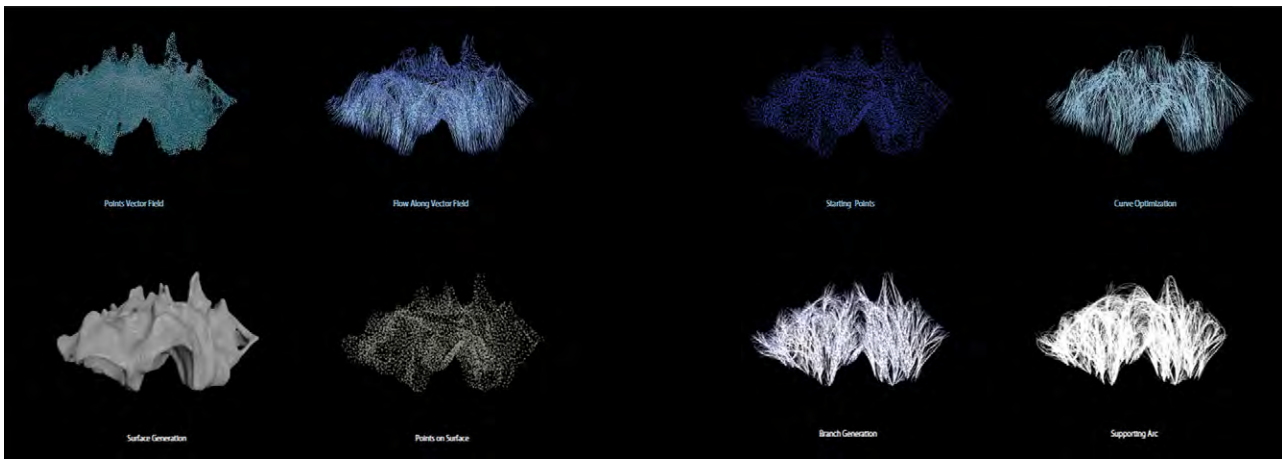 Points Vector Field
Flow Along Vector Field
Starting Points
Curve Optimization
Surface Generation
Points on Surface
Branch Generation
Supporting Arc